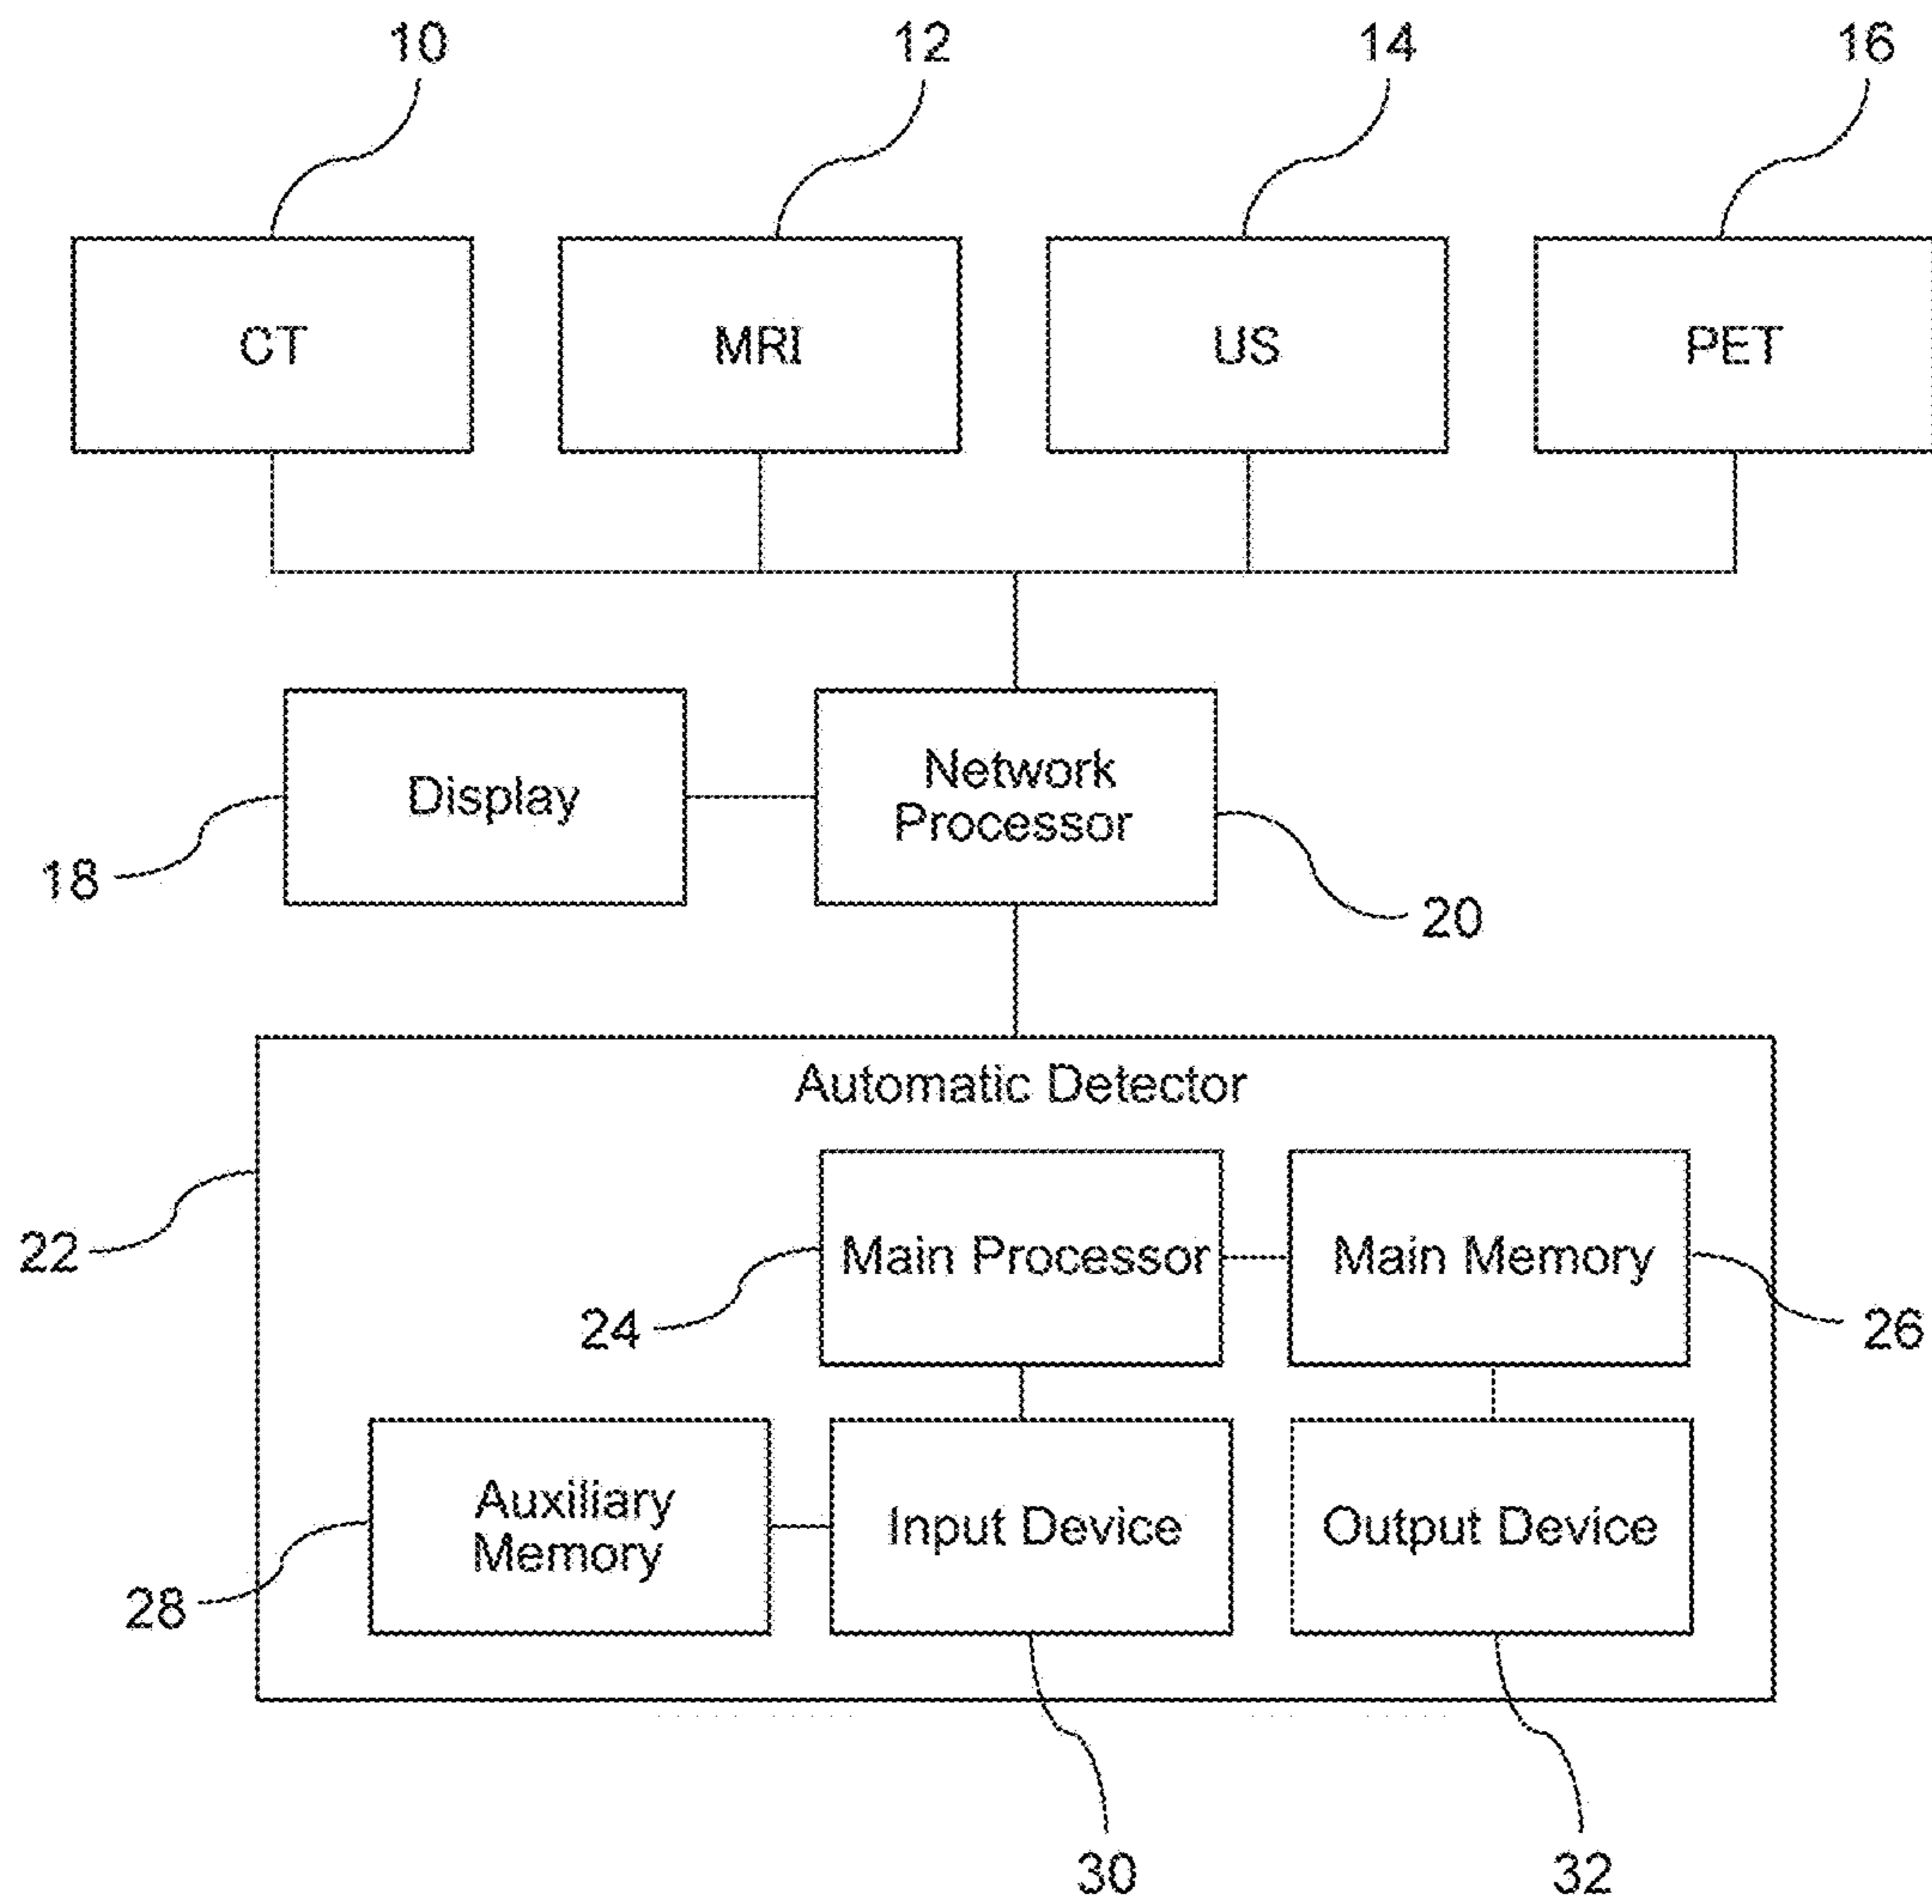 10 12 14 16
CT MRI US PET
Display
Network
Processor
18
20
Automatic Detector
22
Main Processor Main Memory
24
26
Auxiliary
Memory
Input Device Output Device
28
30 32